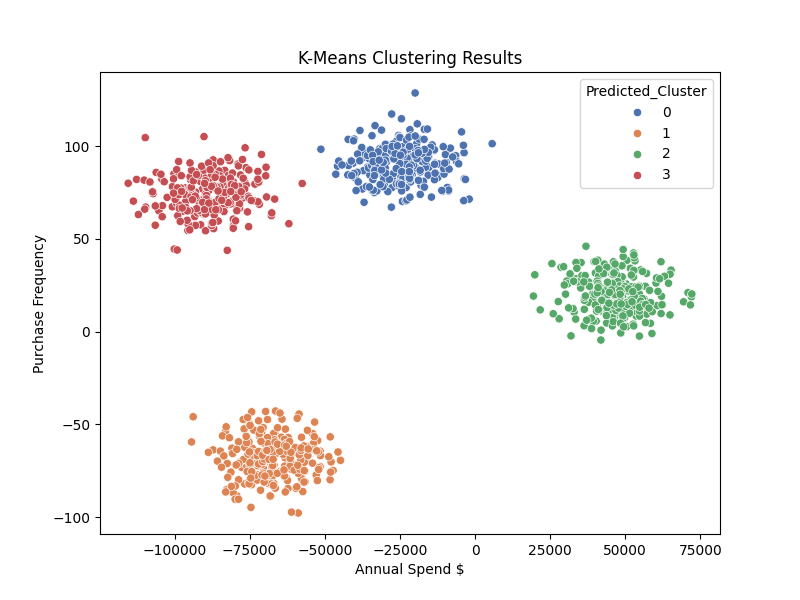 K-Means Clustering Results
Predicted_Cluster
0
1
2
3
100
50
0
−50
−100
Purchase Frequency
−100000 −75000 −50000 −25000 0 25000 50000 75000
Annual Spend $